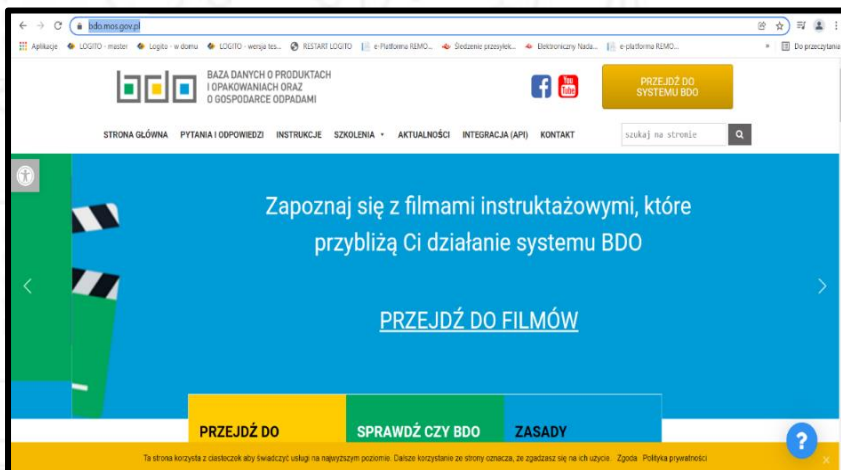 bdo.mos.gov.pl
Aplikacje LOGITO - master Logito - w domu LOGITO - wersja tes... RESTART LOGITO e-Platforma REMO... Śledzenie przesyłek... Elektroniczny Nada... e-platforma REMO... » Do przeczytania
bdo
BAZA DANYCH O PRODUKTACH
I OPAKOWANIACH ORAZ
O GOSPODARCE ODPADAMI
You
Tube
PRZEJDŹ DO
SYSTEMU BDO
STRONA GŁÓWNA PYTANIA I ODPOWIEDZI INSTRUKCJE SZKOLENIA AKTUALNOŚCI INTEGRACJA (API) KONTAKT szukaj na stronie
Zapoznaj się z filmami instruktażowymi, które
przybliżą Ci działanie systemu BDO
PRZEJDŹ DO FILMÓW
PRZEJDŹ DO SPRAWDŹ CZY BDO ZASADY
?
Ta strona korzysta z ciasteczek aby świadczyć usługi na najwyższym poziomie. Dalsze korzystanie ze strony oznacza, że zgadzasz się na ich użycie. Zgoda Polityka prywatności ×